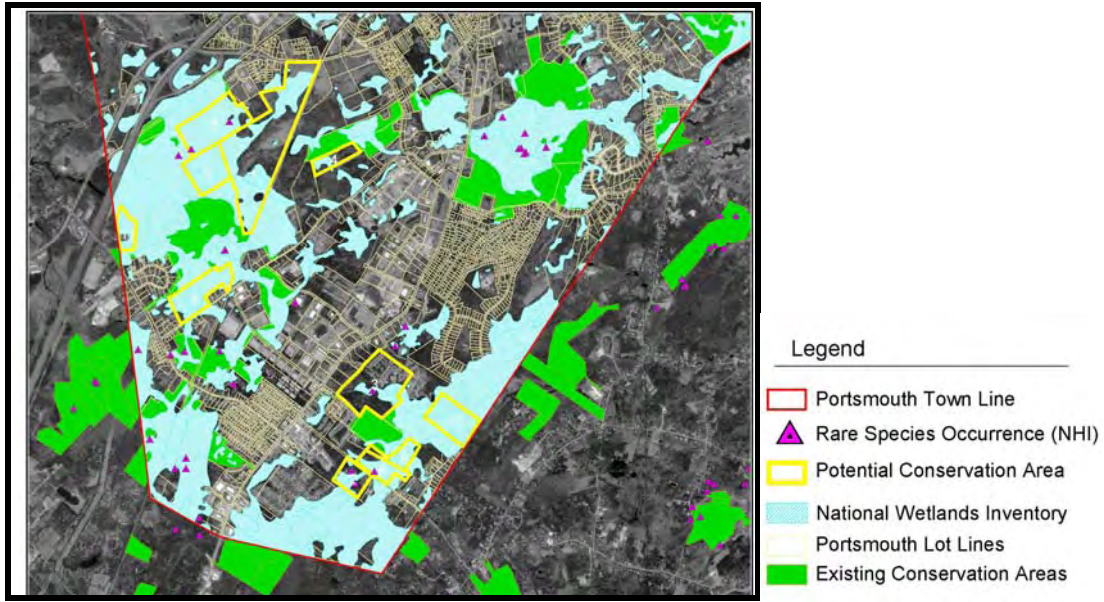 Legend
Portsmouth Town Line
Rare Species Occurrence (NHI)
Potential Conservation Area
National Wetlands Inventory
Portsmouth Lot Lines
Existing Conservation Areas